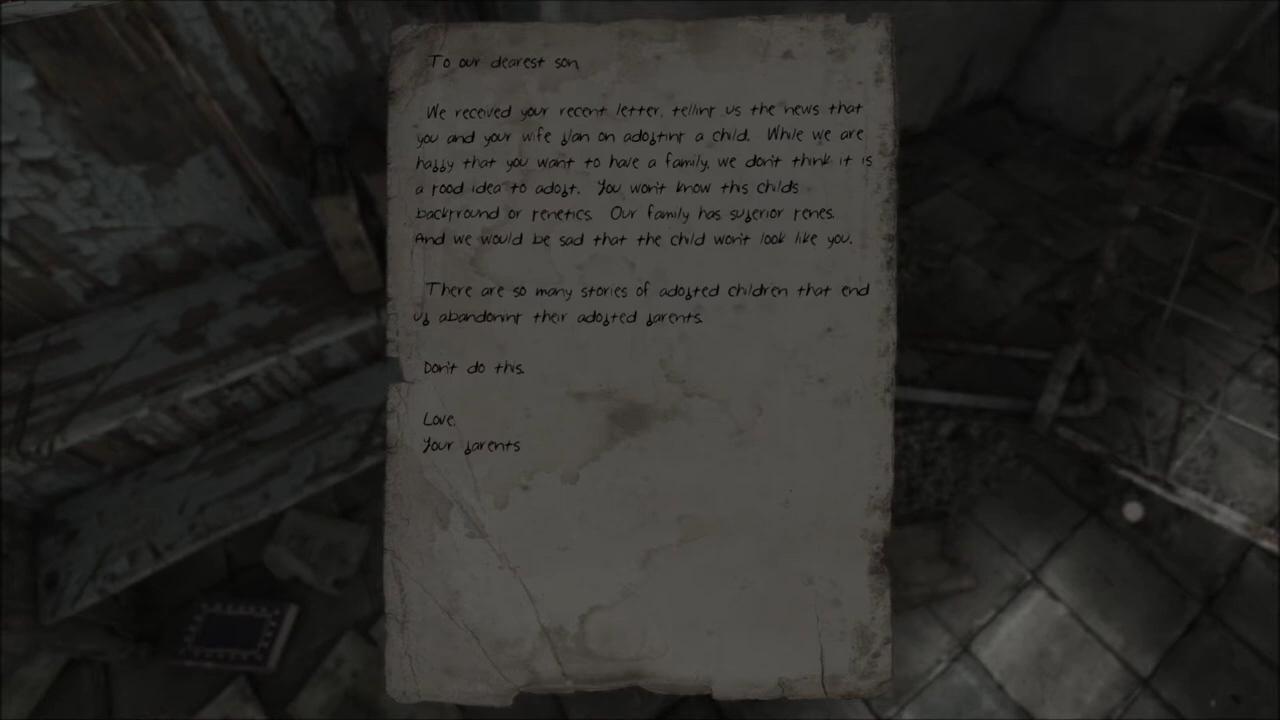 To our dearest son,
We received your recent letter, telling us the news that
you and your wife plan on adopting a child. While we are
happy that you want to have a family, we don't think it is
a good idea to adopt. You won't know this child's
background or genetics. Our family has superior genes.
And we would be sad that the child won't look like you.
There are so many stories of adopted children that end
up abandoning their adopted parents.
Don't do this.
Love,
Your parents